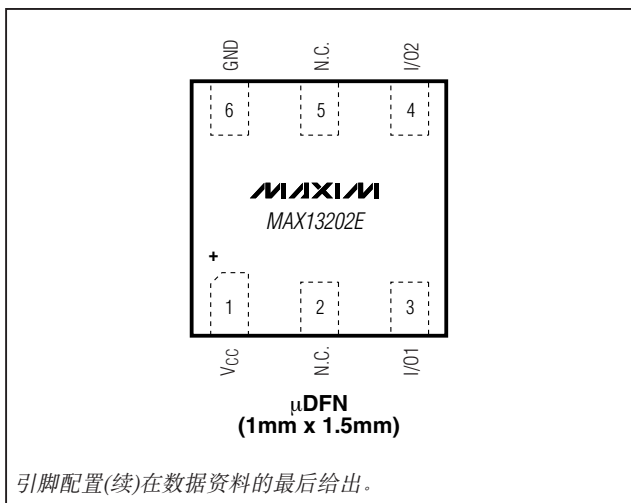 GND N.C. I/O2
6 5 4
MAXIM
MAX13202E
+
1 2 3
VCC N.C. I/O1
μDFN
(1mm x 1.5mm)
引脚配置(续)在数据资料的最后给出。